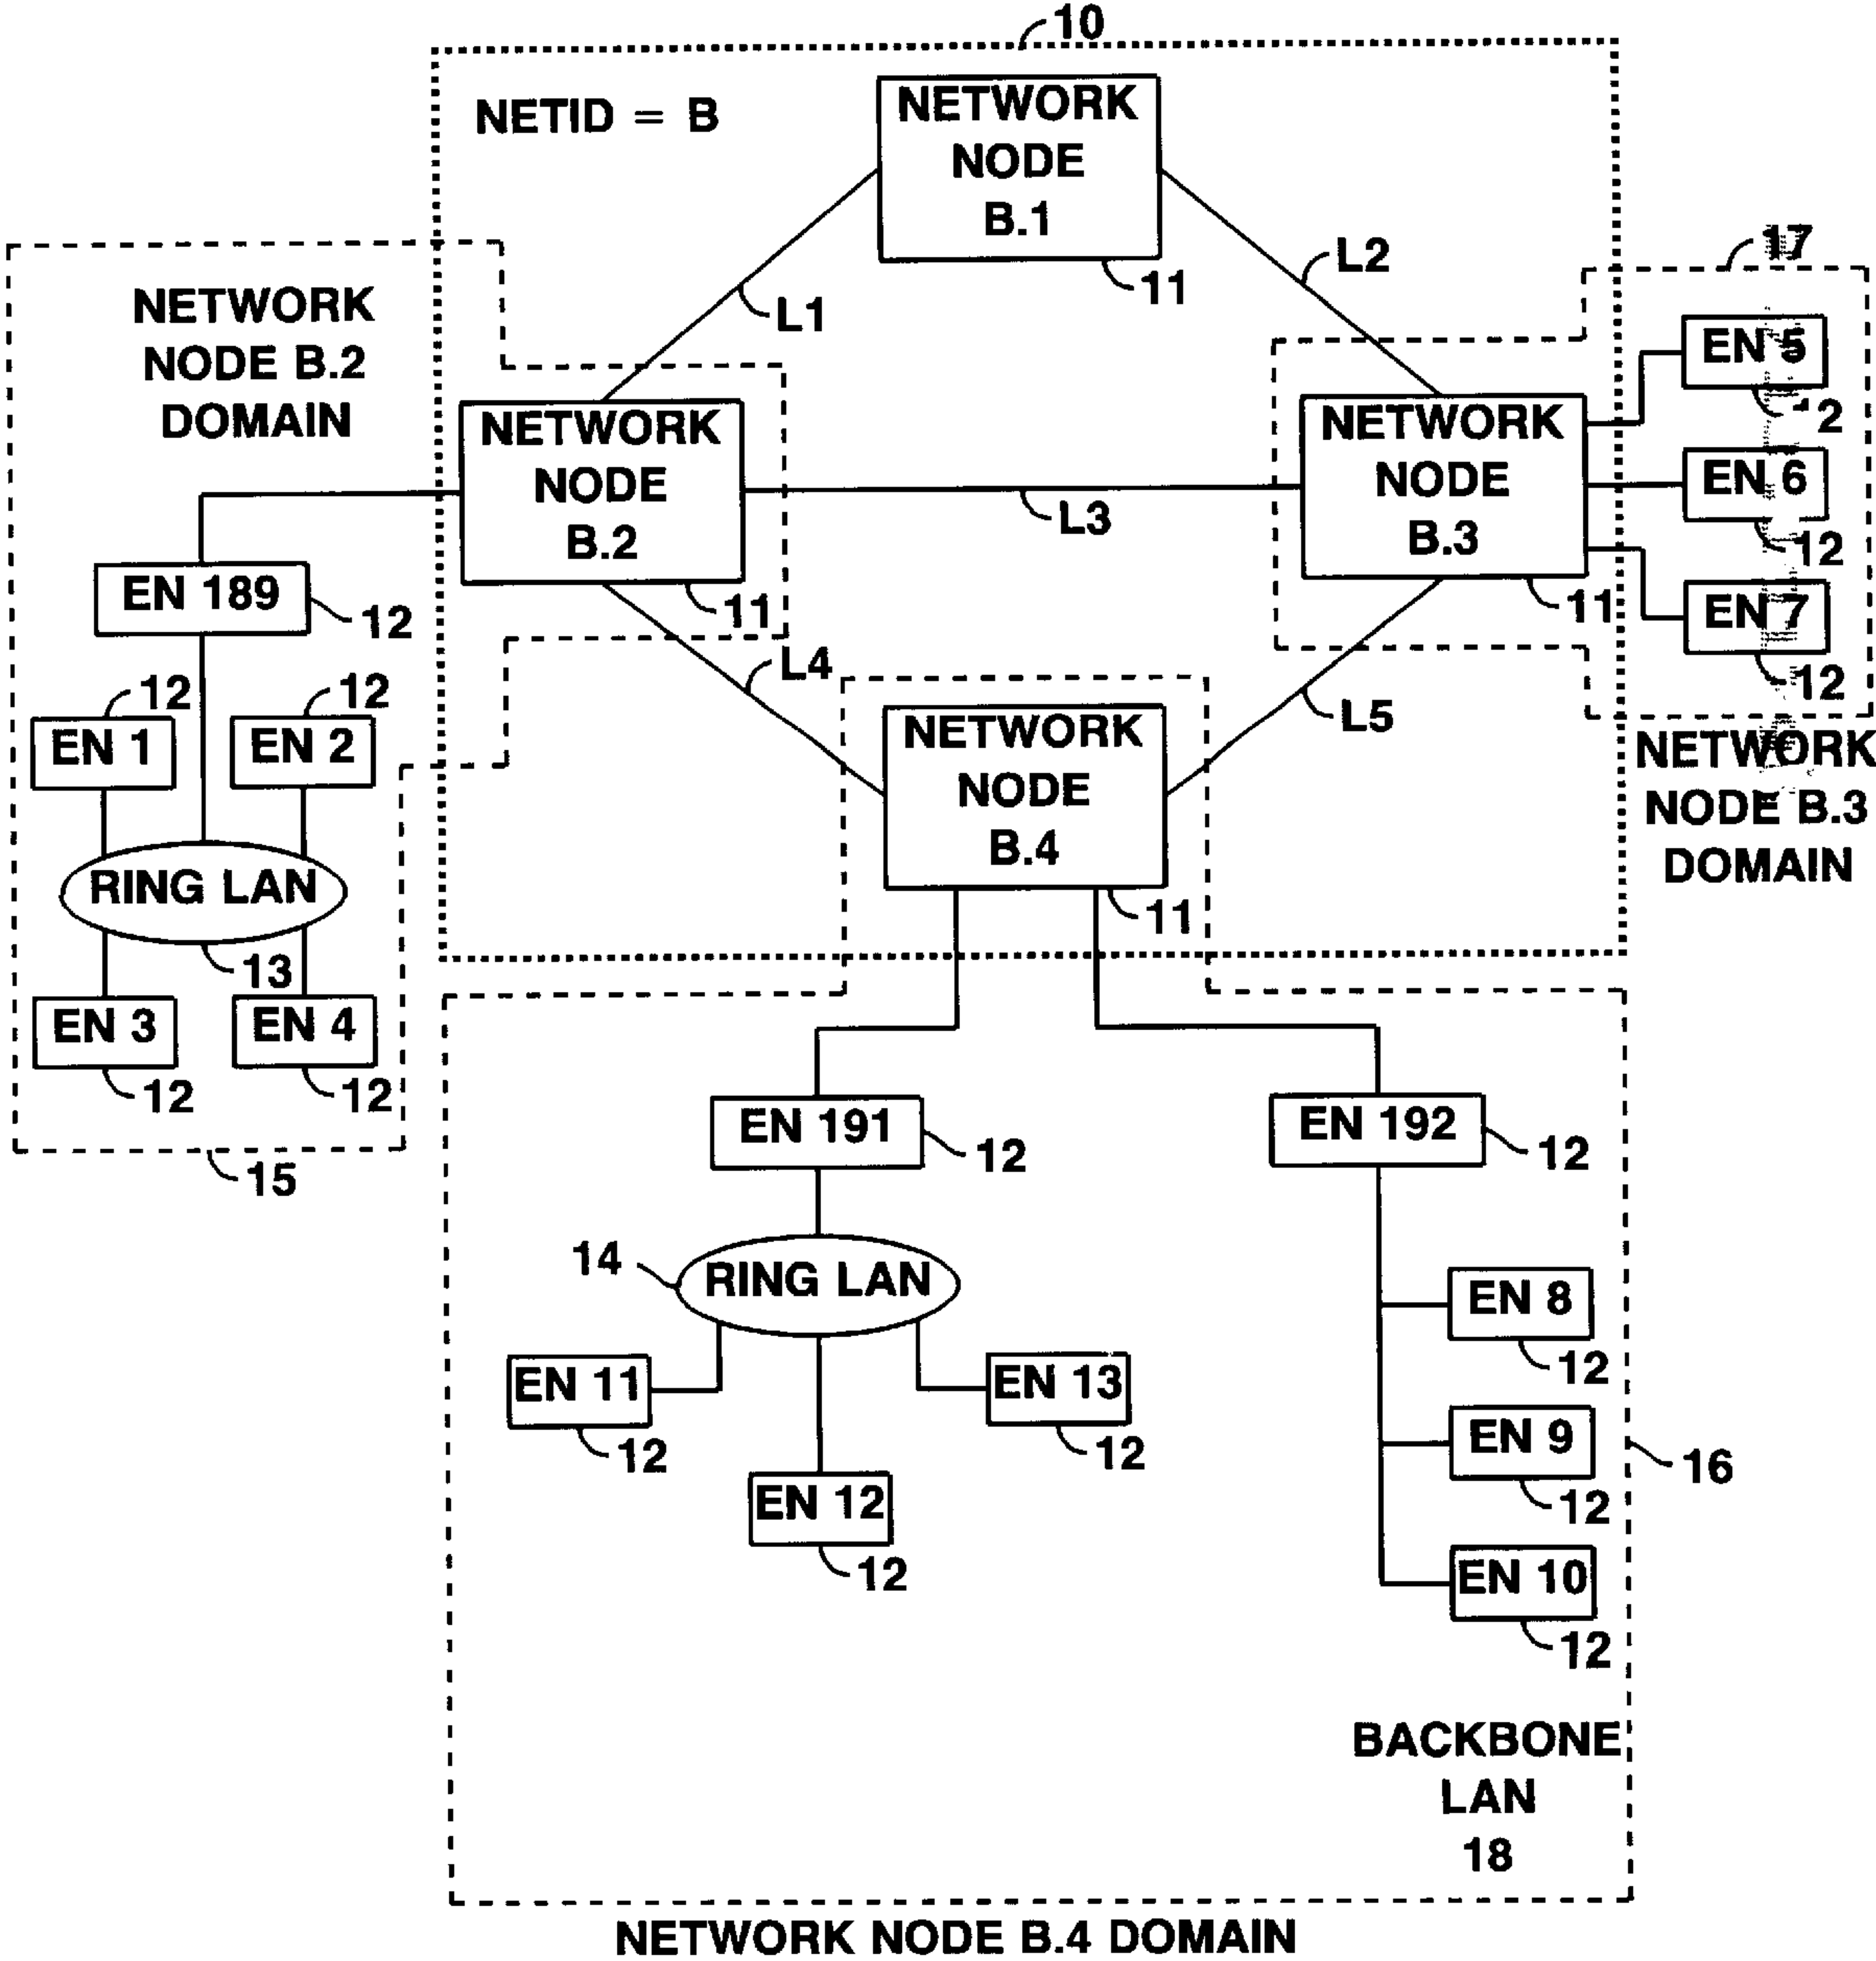 10
NETID = B
NETWORK
NODE
B.1
11
L1
L2
17
NETWORK
NODE B.2
DOMAIN
NETWORK
NODE
B.2
11
L3
NETWORK
NODE
B.3
11
EN 5
12
EN 6
12
EN 7
12
NETWORK
NODE B.3
DOMAIN
EN 189
12
12
EN 1
12
EN 2
RING LAN
13
EN 3
12
EN 4
12
15
L4
L5
NETWORK
NODE
B.4
11
EN 191
12
EN 192
12
14
RING LAN
EN 11
12
EN 12
12
EN 13
12
EN 8
12
EN 9
12
EN 10
12
16
BACKBONE
LAN
18
NETWORK NODE B.4 DOMAIN